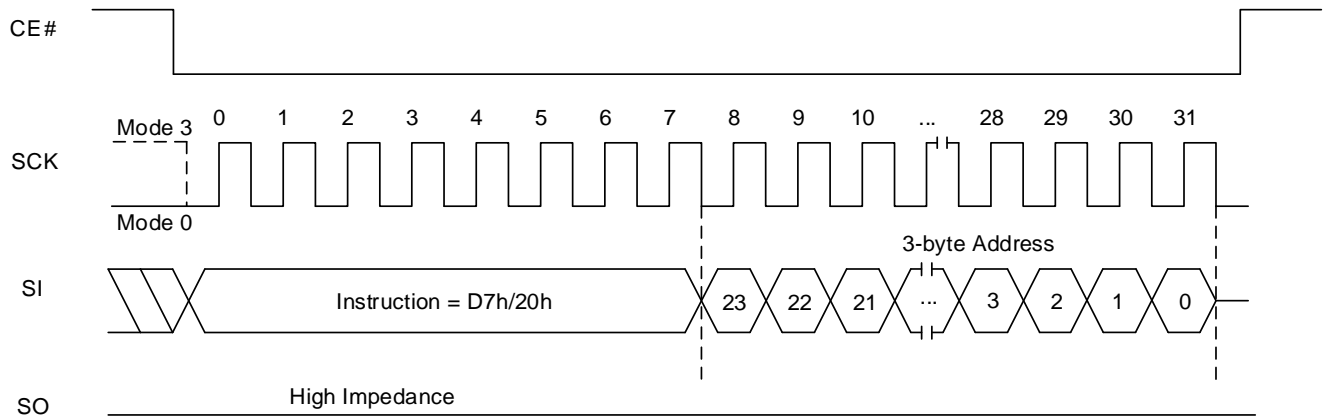 CE#
0 1 2 3 4 5 6 7 8 9 10 ... 28 29 30 31
Mode 3
SCK
Mode 0
3-byte Address
SI
Instruction = D7h/20h 23 22 21 ... 3 2 1 0
High Impedance
SO